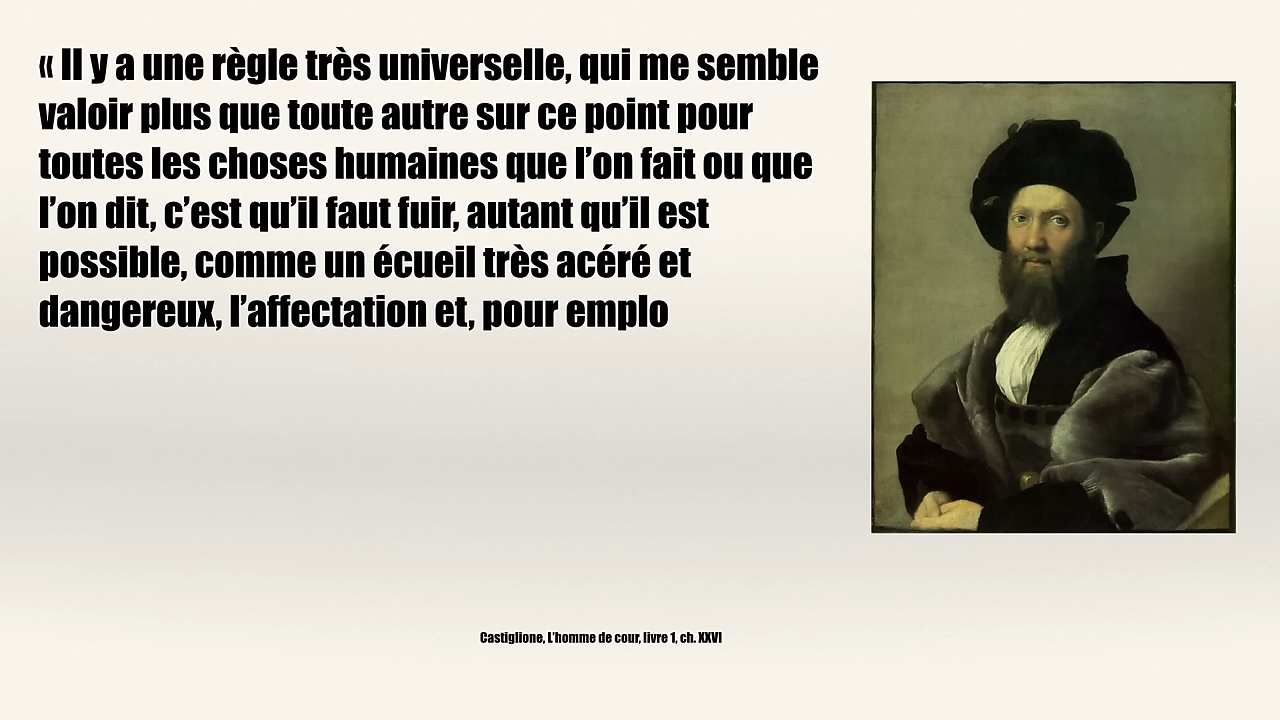 « Il y a une règle très universelle, qui me semble
valoir plus que toute autre sur ce point pour
toutes les choses humaines que l’on fait ou que
l’on dit, c’est qu’il faut fuir, autant qu’il est
possible, comme un écueil très acéré et
dangereux, l’affectation et, pour emplo
Castiglione, L’homme de cour, livre 1, ch. XXVI